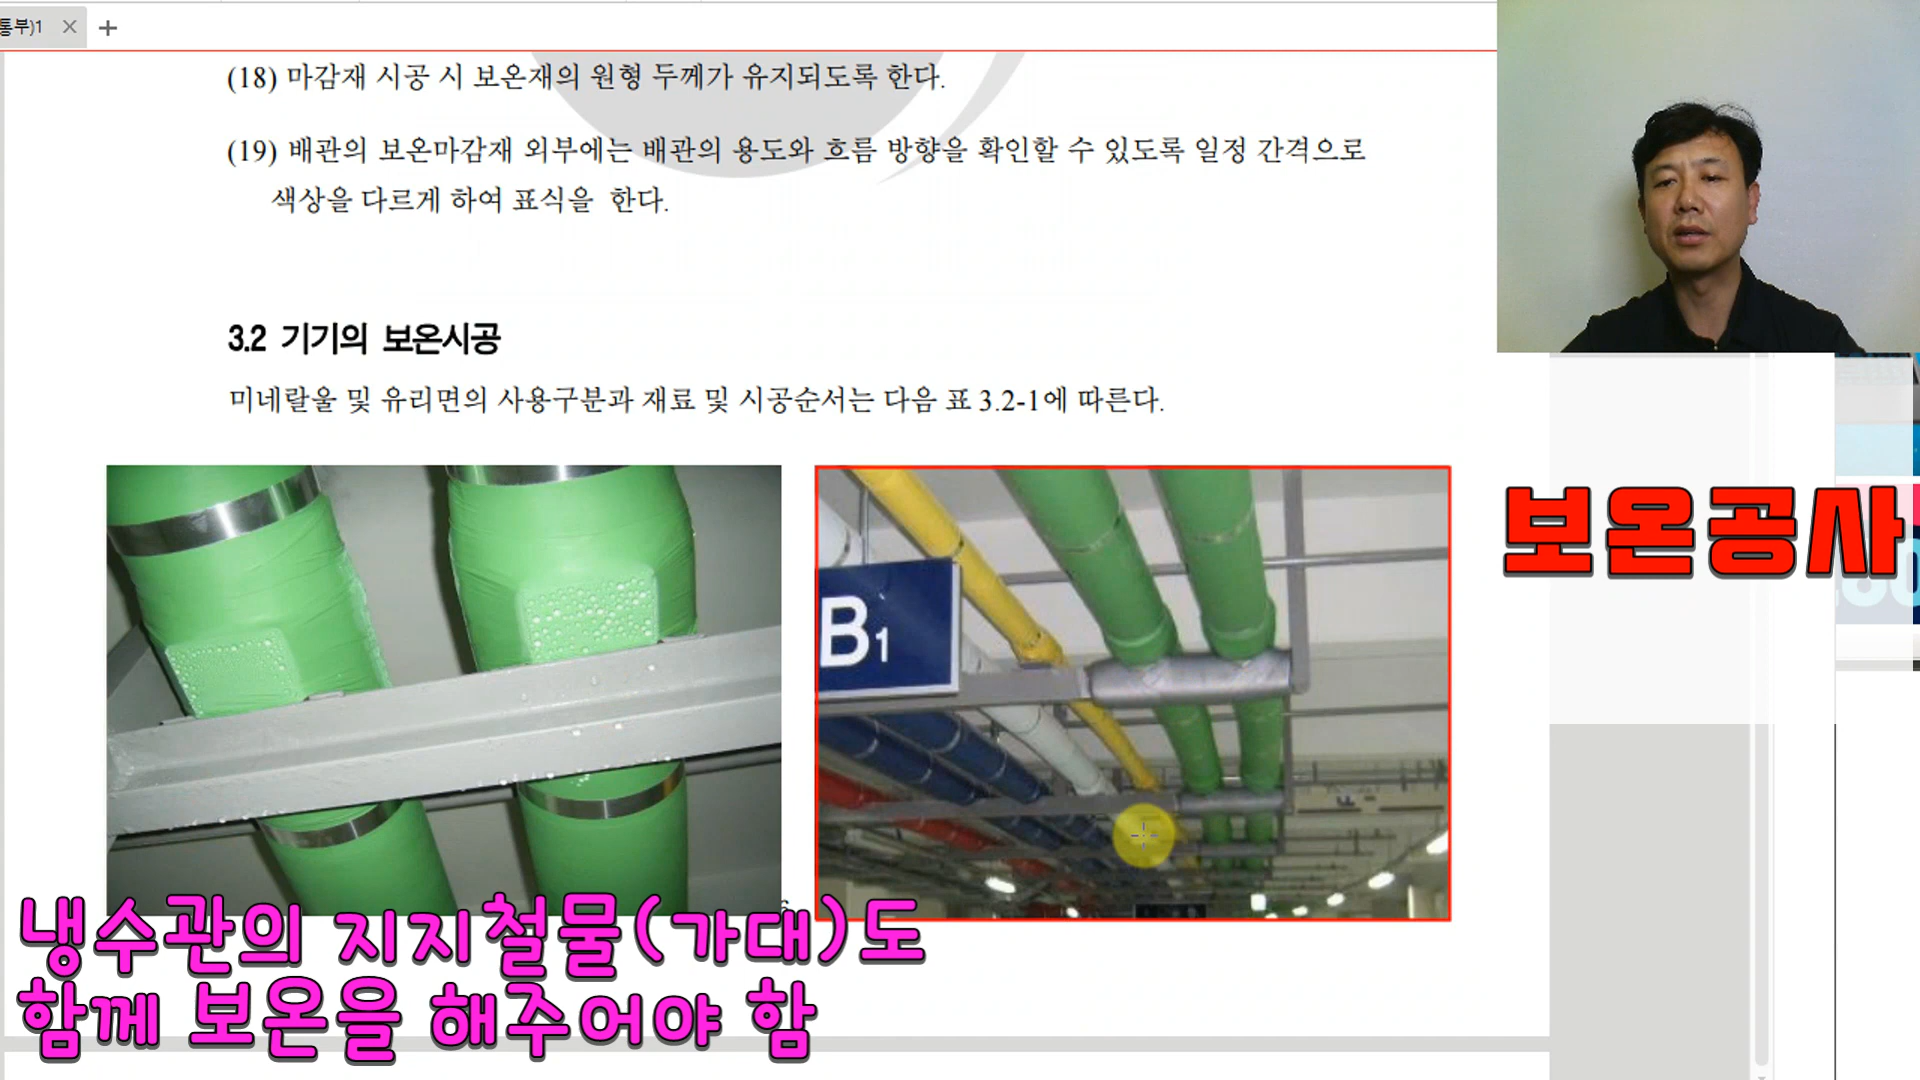 통부)1
(18) 마감재 시공 시 보온재의 원형 두께가 유지되도록 한다.
(19) 배관의 보온마감재 외부에는 배관의 용도와 흐름 방향을 확인할 수 있도록 일정 간격으로
색상을 다르게 하여 표식을 한다.
3.2 기기의 보온시공
미네랄울 및 유리면의 사용구분과 재료 및 시공순서는 다음 표 3.2-1에 따른다.
B1
보온공사
냉수관의 지지철물(가대)도
함께 보온을 해주어야 함